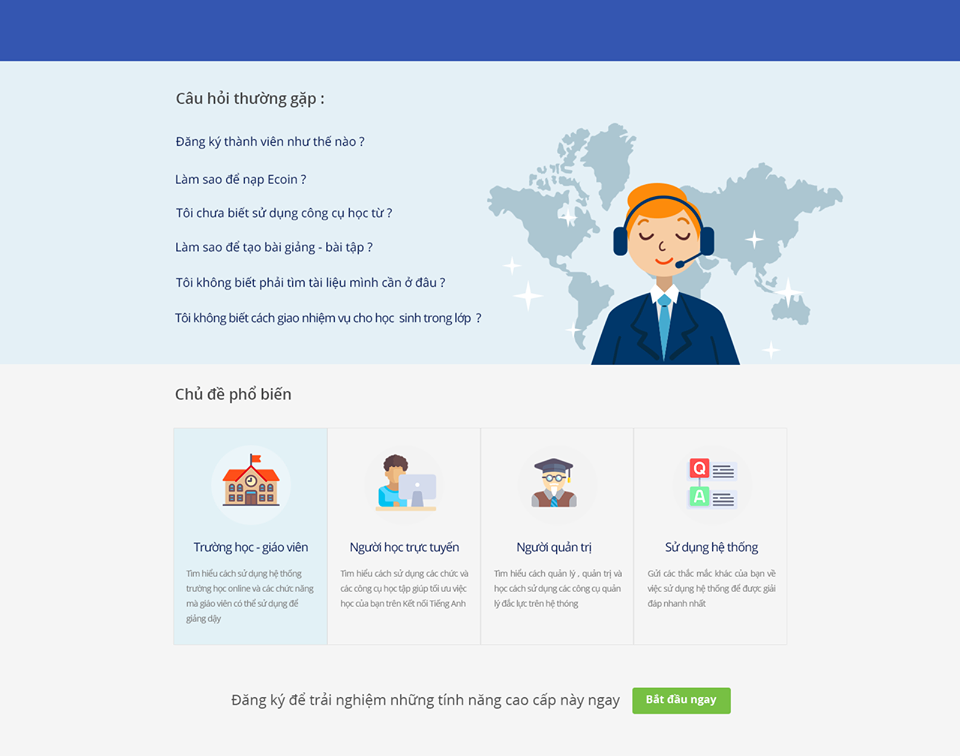 Câu hỏi thường gặp :
Đăng ký thành viên như thế nào ?
Làm sao để nạp Ecoin ?
Tôi chưa biết sử dụng công cụ học từ ?
Làm sao để tạo bài giảng - bài tập ?
Tôi không biết phải tìm tài liệu mình cần ở đâu ?
Tôi không biết cách giao nhiệm vụ cho học sinh trong lớp ?
Chủ đề phổ biến
Trường học - giáo viên
Tìm hiểu cách sử dụng hệ thống
trường học online và các chức năng
mà giáo viên có thể sử dụng để
giảng dậy
Người học trực tuyến
Tìm hiểu cách sử dụng các chức và
các công cụ học tập giúp tối ưu việc
học của bạn trên Kết nối Tiếng Anh
Người quản trị
Tìm hiểu cách quản lý , quản trị và
học cách sử dụng các công cụ quản
lý đắc lực trên hệ thóng
Q
A
Sử dụng hệ thống
Gửi các thắc mắc khác của bạn về
việc sử dụng hệ thống để được giải
đáp nhanh nhất
Đăng ký để trải nghiệm những tính năng cao cấp này ngay
Bắt đầu ngay